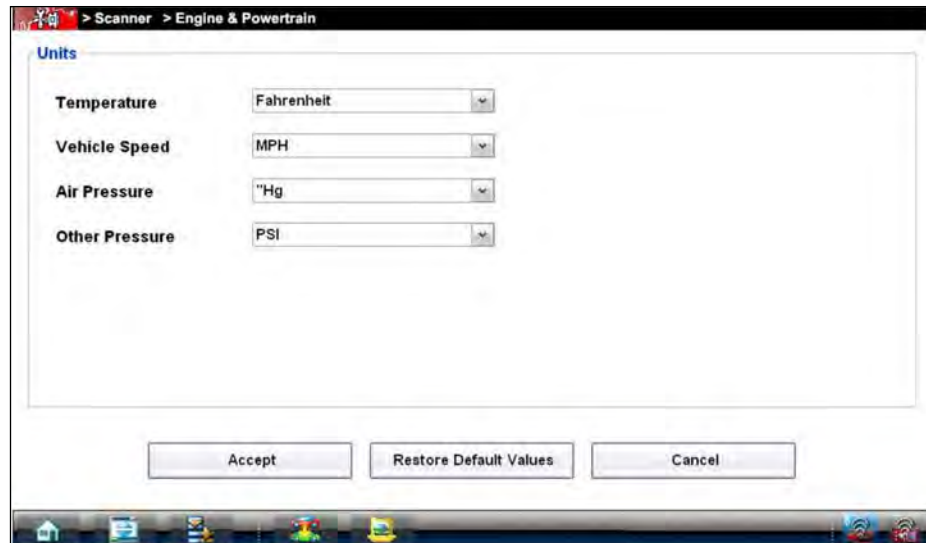 > Scanner > Engine & Powertrain
Units
Temperature Fahrenheit
Vehicle Speed MPH
Air Pressure "Hg
Other Pressure PSI
Accept Restore Default Values Cancel